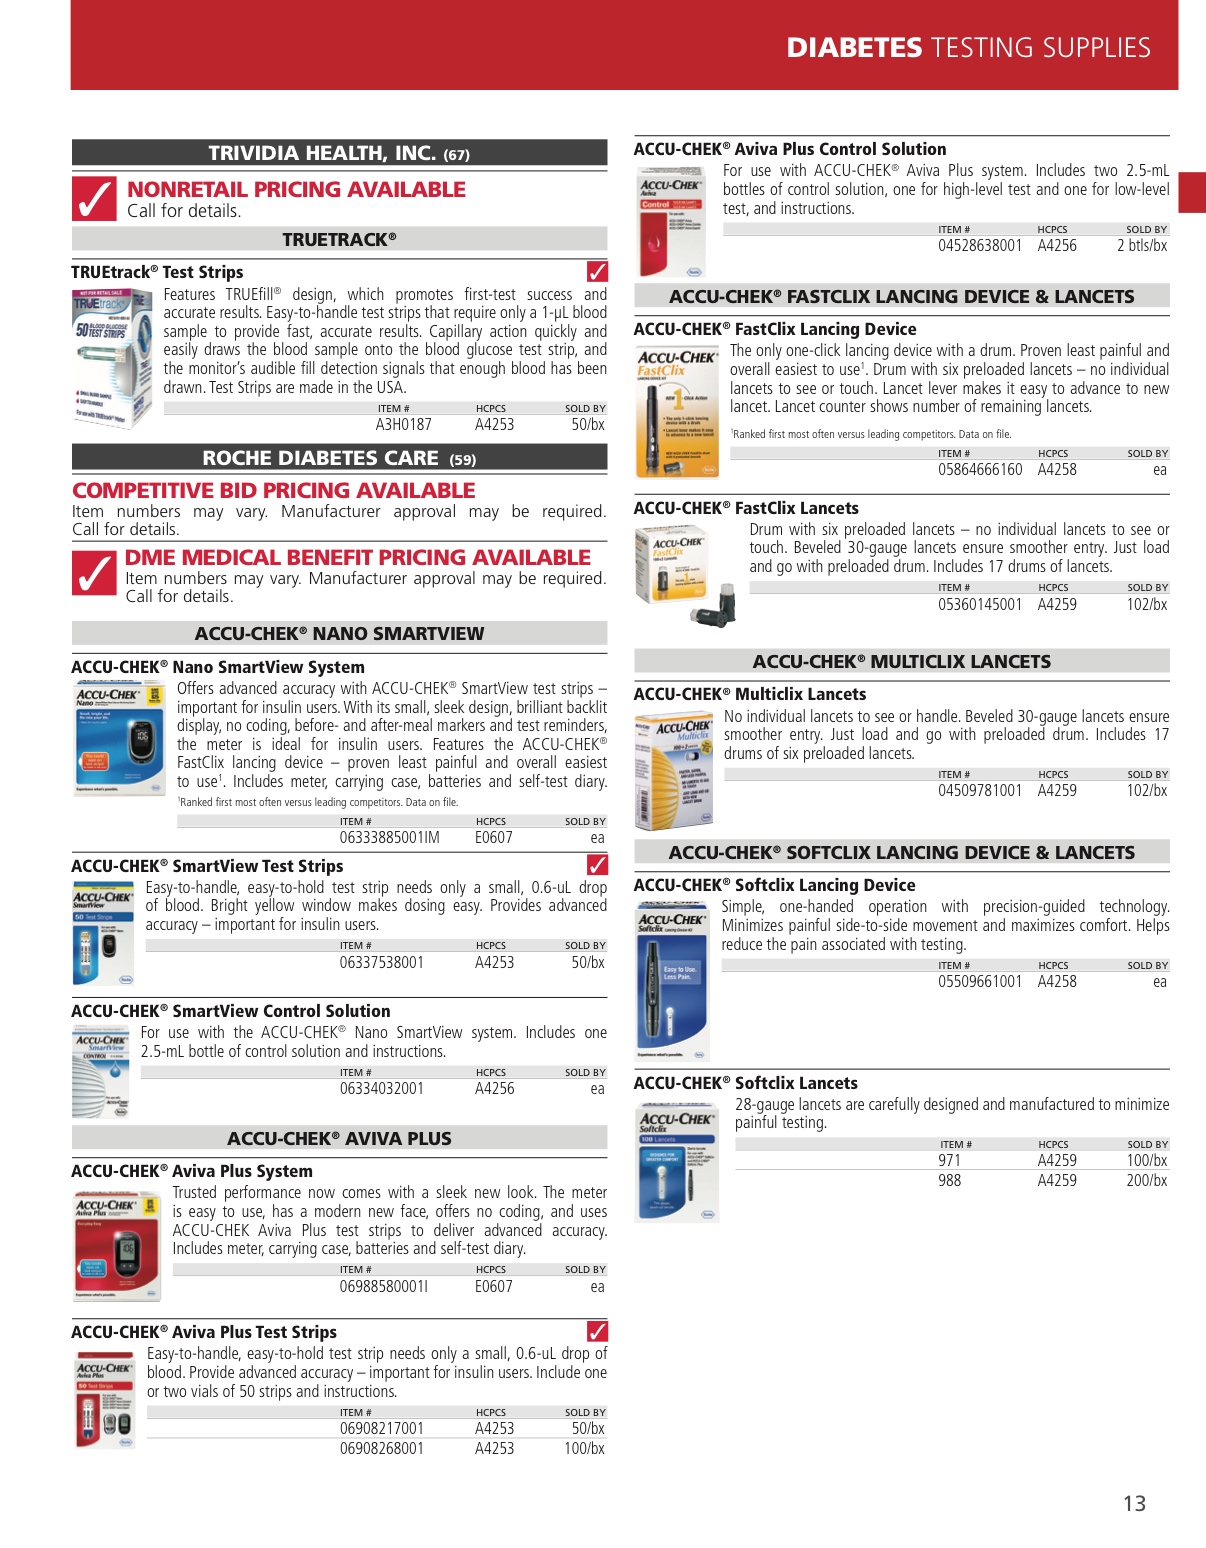 DIABETES TESTING SUPPLIES
TRIVIDIA HEALTH, INC. (67)
NONRETAIL PRICING AVAILABLE
Call for details.
TRUETRACK®
TRUEtrack® Test Strips
Features TRUEfill® design, which promotes first-test success and
accurate results. Easy-to-handle test strips that require only a 1-µL blood
sample to provide fast, accurate results. Capillary action quickly and
easily draws the blood sample onto the blood glucose test strip, and
the monitor's audible fill detection signals that enough blood has been
drawn. Test Strips are made in the USA.
ITEM # HCPCS SOLD BY
A3H0187 A4253 50/bx
ROCHE DIABETES CARE (59)
COMPETITIVE BID PRICING AVAILABLE
Item numbers may vary. Manufacturer approval may be required.
Call for details.
DME MEDICAL BENEFIT PRICING AVAILABLE
Item numbers may vary. Manufacturer approval may be required.
Call for details.
ACCU-CHEK® NANO SMARTVIEW
ACCU-CHEK® Nano SmartView System
Offers advanced accuracy with ACCU-CHEK® SmartView test strips –
important for insulin users. With its small, sleek design, brilliant backlit
display, no coding, before- and after-meal markers and test reminders,
the meter is ideal for insulin users. Features the ACCU-CHEK®
FastClix lancing device – proven least painful and overall easiest
to use¹. Includes meter, carrying case, batteries and self-test diary.
¹Ranked first most often versus leading competitors. Data on file.
ITEM # HCPCS SOLD BY
06333885001IM E0607 ea
ACCU-CHEK® SmartView Test Strips
Easy-to-handle, easy-to-hold test strip needs only a small, 0.6-uL drop
of blood. Bright yellow window makes dosing easy. Provides advanced
accuracy – important for insulin users.
ITEM # HCPCS SOLD BY
06337538001 A4253 50/bx
ACCU-CHEK® SmartView Control Solution
For use with the ACCU-CHEK® Nano SmartView system. Includes one
2.5-mL bottle of control solution and instructions.
ITEM # HCPCS SOLD BY
06334032001 A4256 ea
ACCU-CHEK® AVIVA PLUS
ACCU-CHEK® Aviva Plus System
Trusted performance now comes with a sleek new look. The meter
is easy to use, has a modern new face, offers no coding, and uses
ACCU-CHEK Aviva Plus test strips to deliver advanced accuracy.
Includes meter, carrying case, batteries and self-test diary.
ITEM # HCPCS SOLD BY
06988580001I E0607 ea
ACCU-CHEK® Aviva Plus Test Strips
Easy-to-handle, easy-to-hold test strip needs only a small, 0.6-uL drop of
blood. Provide advanced accuracy – important for insulin users. Include one
or two vials of 50 strips and instructions.
ITEM # HCPCS SOLD BY
06908217001 A4253 50/bx
06908268001 A4253 100/bx
ACCU-CHEK® Aviva Plus Control Solution
For use with ACCU-CHEK® Aviva Plus system. Includes two 2.5-mL
bottles of control solution, one for high-level test and one for low-level
test, and instructions.
ITEM # HCPCS SOLD BY
04528638001 A4256 2 btls/bx
ACCU-CHEK® FASTCLIX LANCING DEVICE & LANCETS
ACCU-CHEK® FastClix Lancing Device
The only one-click lancing device with a drum. Proven least painful and
overall easiest to use¹. Drum with six preloaded lancets – no individual
lancets to see or touch. Lancet lever makes it easy to advance to new
lancet. Lancet counter shows number of remaining lancets.
¹Ranked first most often versus leading competitors. Data on file.
ITEM # HCPCS SOLD BY
05864666160 A4258 ea
ACCU-CHEK® FastClix Lancets
Drum with six preloaded lancets – no individual lancets to see or
touch. Beveled 30-gauge lancets ensure smoother entry. Just load
and go with preloaded drum. Includes 17 drums of lancets.
ITEM # HCPCS SOLD BY
05360145001 A4259 102/bx
ACCU-CHEK® MULTICLIX LANCETS
ACCU-CHEK® Multiclix Lancets
No individual lancets to see or handle. Beveled 30-gauge lancets ensure
smoother entry. Just load and go with preloaded drum. Includes 17
drums of six preloaded lancets.
ITEM # HCPCS SOLD BY
04509781001 A4259 102/bx
ACCU-CHEK® SOFTCLIX LANCING DEVICE & LANCETS
ACCU-CHEK® Softclix Lancing Device
Simple, one-handed operation with precision-guided technology.
Minimizes painful side-to-side movement and maximizes comfort. Helps
reduce the pain associated with testing.
ITEM # HCPCS SOLD BY
05509661001 A4258 ea
ACCU-CHEK® Softclix Lancets
28-gauge lancets are carefully designed and manufactured to minimize
painful testing.
ITEM # HCPCS SOLD BY
971 A4259 100/bx
988 A4259 200/bx
13